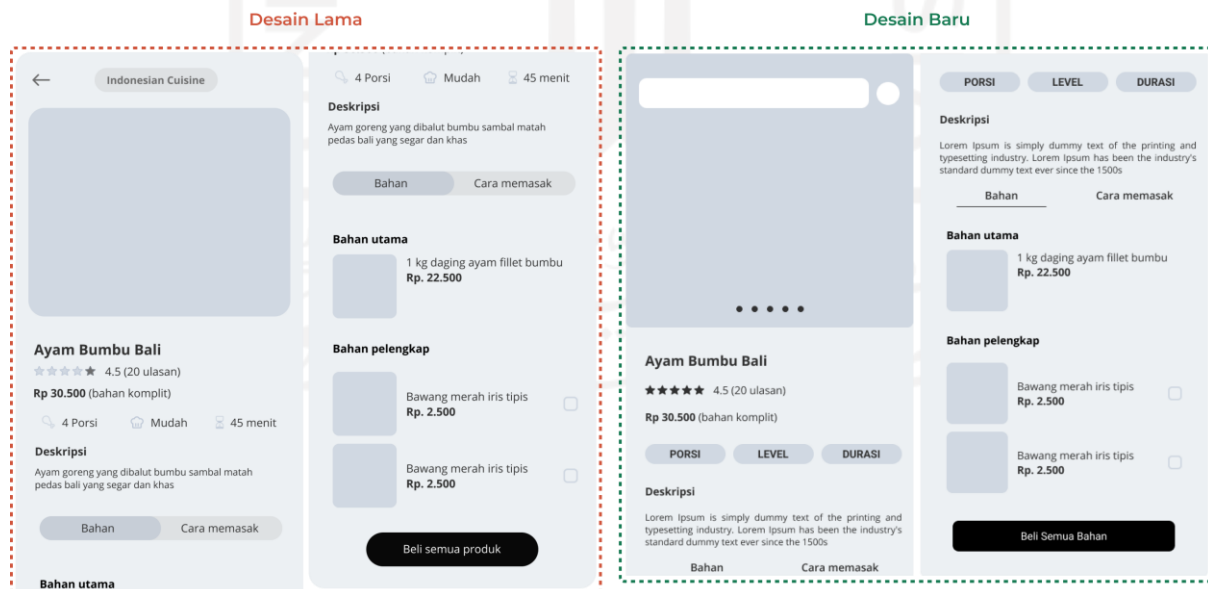 Desain Lama
Indonesian Cuisine
Ayam Bumbu Bali
4.5 (20 ulasan)
Rp 30.500 (bahan komplit)
4 Porsi Mudah 45 menit
Deskripsi
Ayam goreng yang dibalut bumbu sambal matah
pedas bali yang segar dan khas
Bahan Cara memasak
Bahan utama
4 Porsi Mudah 45 menit
Deskripsi
Ayam goreng yang dibalut bumbu sambal matah
pedas bali yang segar dan khas
Bahan Cara memasak
Bahan utama
1 kg daging ayam fillet bumbu
Rp. 22.500
Bahan pelengkap
Bawang merah iris tipis
Rp. 2.500
Bawang merah iris tipis
Rp. 2.500
Beli semua produk
Desain Baru
Ayam Bumbu Bali
4.5 (20 ulasan)
Rp 30.500 (bahan komplit)
PORSI LEVEL DURASI
Deskripsi
Lorem Ipsum is simply dummy text of the printing and
typesetting industry. Lorem Ipsum has been the industry's
standard dummy text ever since the 1500s
Bahan Cara memasak
PORSI LEVEL DURASI
Deskripsi
Lorem Ipsum is simply dummy text of the printing and
typesetting industry. Lorem Ipsum has been the industry's
standard dummy text ever since the 1500s
Bahan Cara memasak
Bahan utama
1 kg daging ayam fillet bumbu
Rp. 22.500
Bahan pelengkap
Bawang merah iris tipis
Rp. 2.500
Bawang merah iris tipis
Rp. 2.500
Beli Semua Bahan